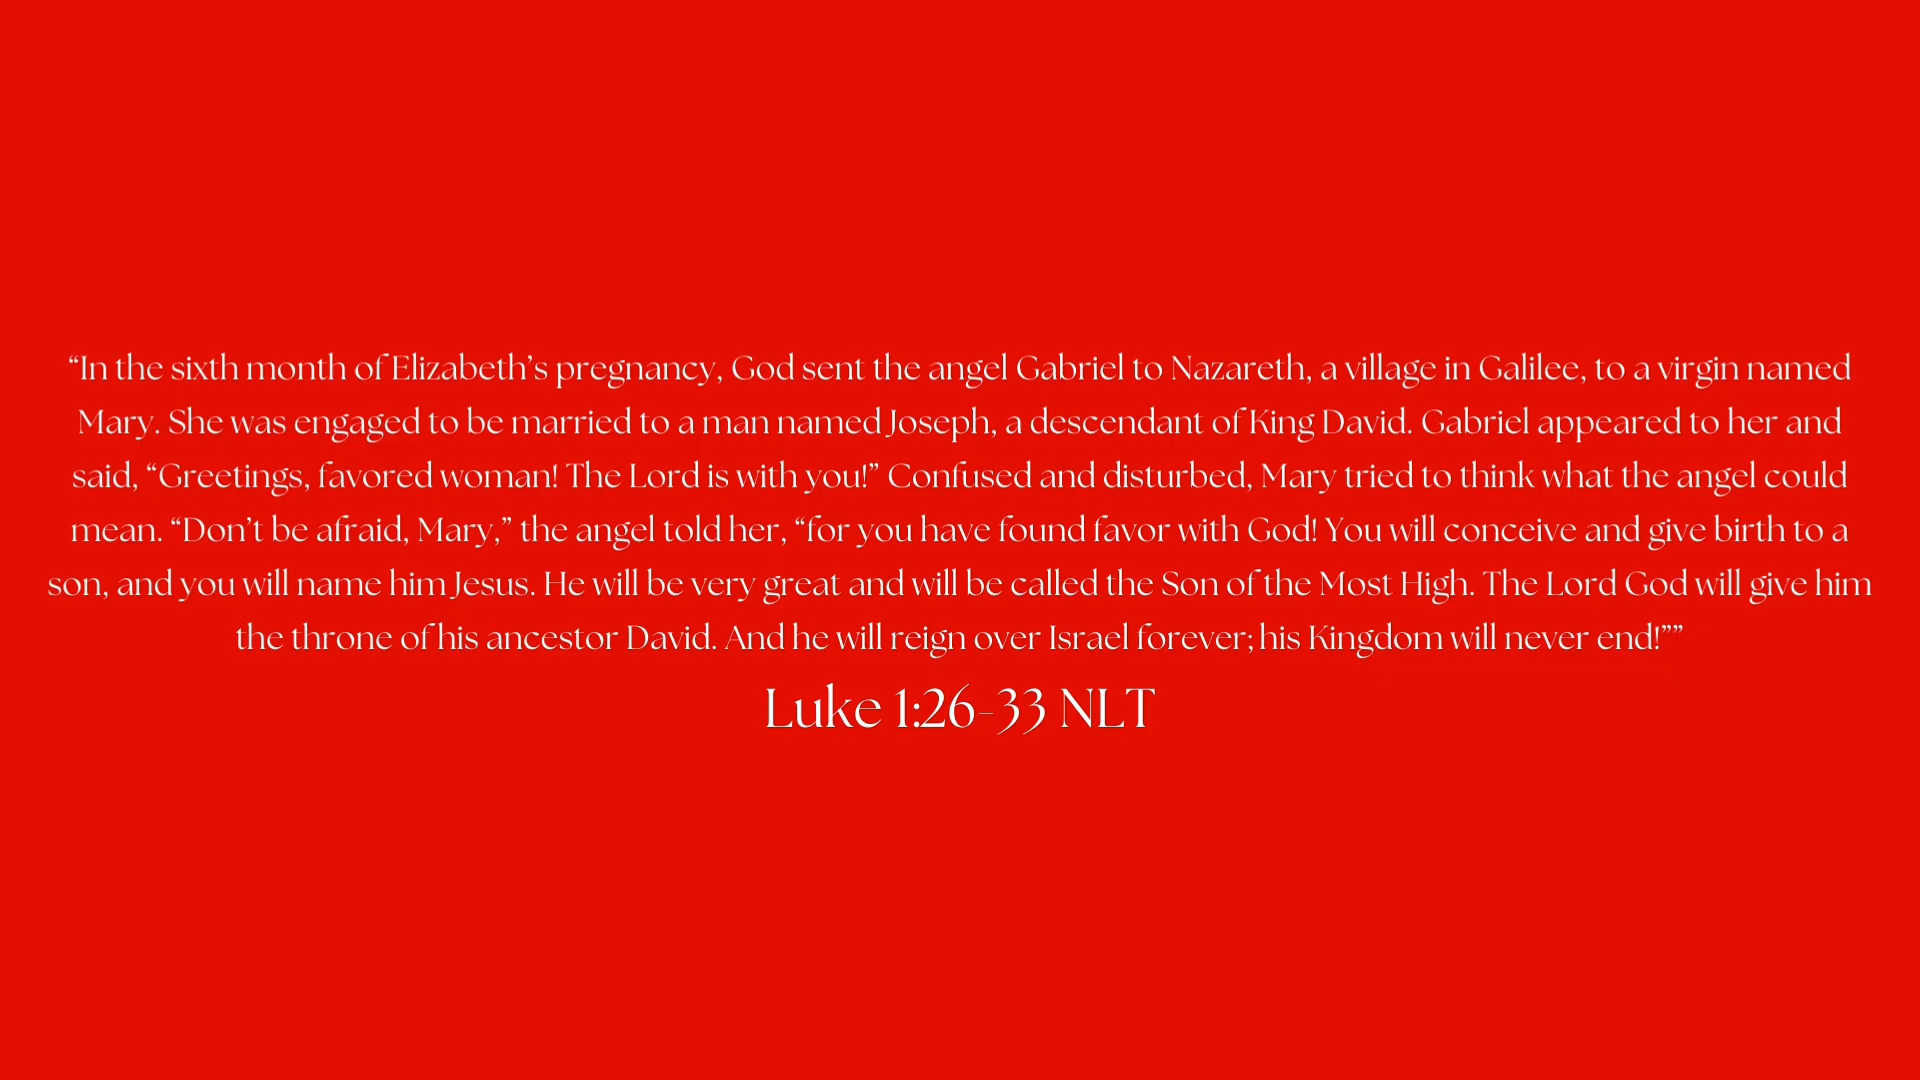 “In the sixth month of Elizabeth’s pregnancy, God sent the angel Gabriel to Nazareth, a village in Galilee, to a virgin named
Mary. She was engaged to be married to a man named Joseph, a descendant of King David. Gabriel appeared to her and
said, “Greetings, favored woman! The Lord is with you!” Confused and disturbed, Mary tried to think what the angel could
mean. “Don’t be afraid, Mary,” the angel told her, “for you have found favor with God! You will conceive and give birth to a
son, and you will name him Jesus. He will be very great and will be called the Son of the Most High. The Lord God will give him
the throne of his ancestor David. And he will reign over Israel forever; his Kingdom will never end!””
Luke 1:26-33 NLT